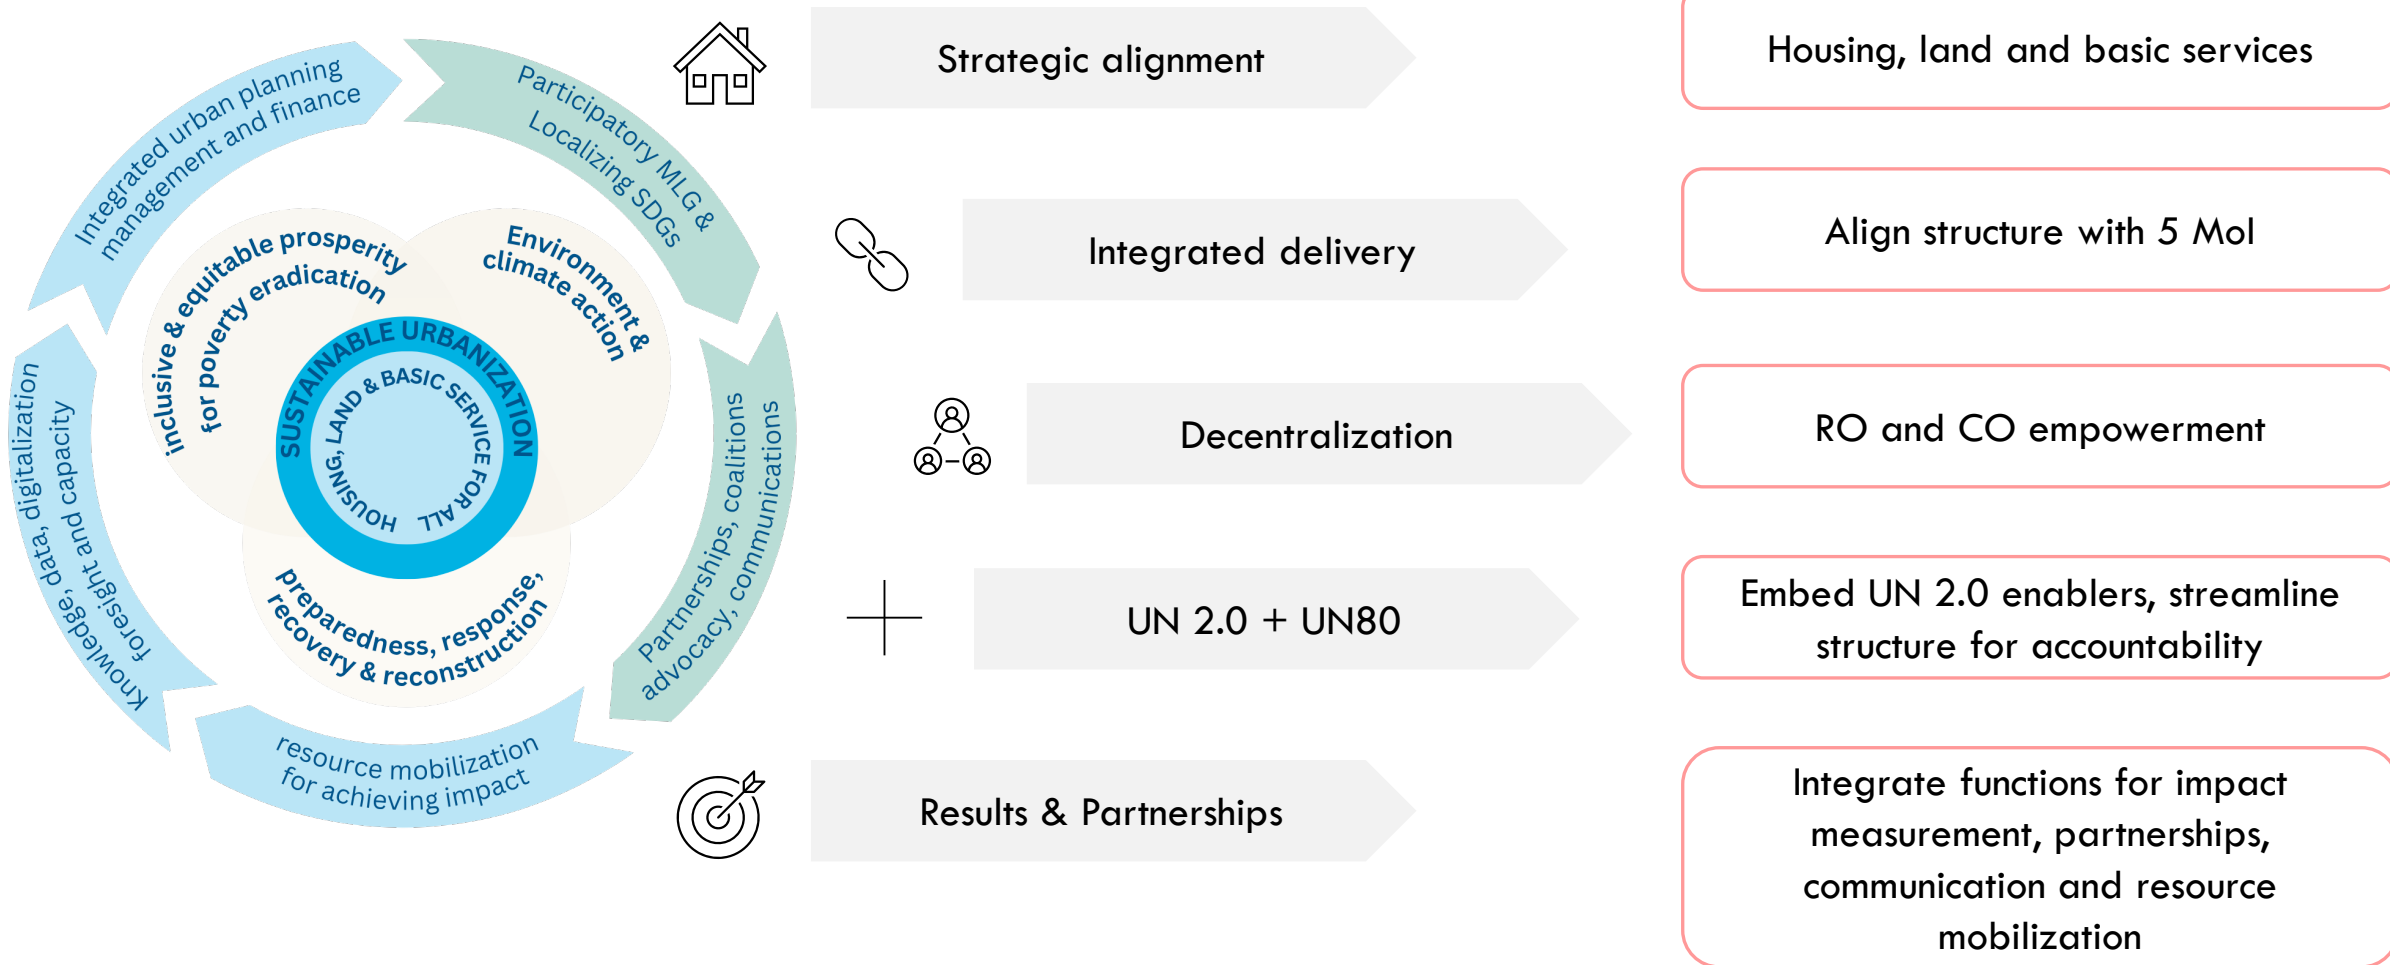 Integrated urban planning
management and finance
Participatory MLG &
Localizing SDGs
Partnerships, coalitions
advocacy, communications
resource mobilization
for achieving impact
Knowledge, data, digitalization
foresight and capacity
inclusive & equitable prosperity
for poverty eradication
Environment &
climate action
preparedness, response,
recovery & reconstruction
SUSTAINABLE URBANIZATION
HOUSING, LAND & BASIC SERVICE FOR ALL
Strategic alignment
Housing, land and basic services
Integrated delivery
Align structure with 5 MoI
Decentralization
RO and CO empowerment
UN 2.0 + UN80
Embed UN 2.0 enablers, streamline
structure for accountability
Results & Partnerships
Integrate functions for impact
measurement, partnerships,
communication and resource
mobilization